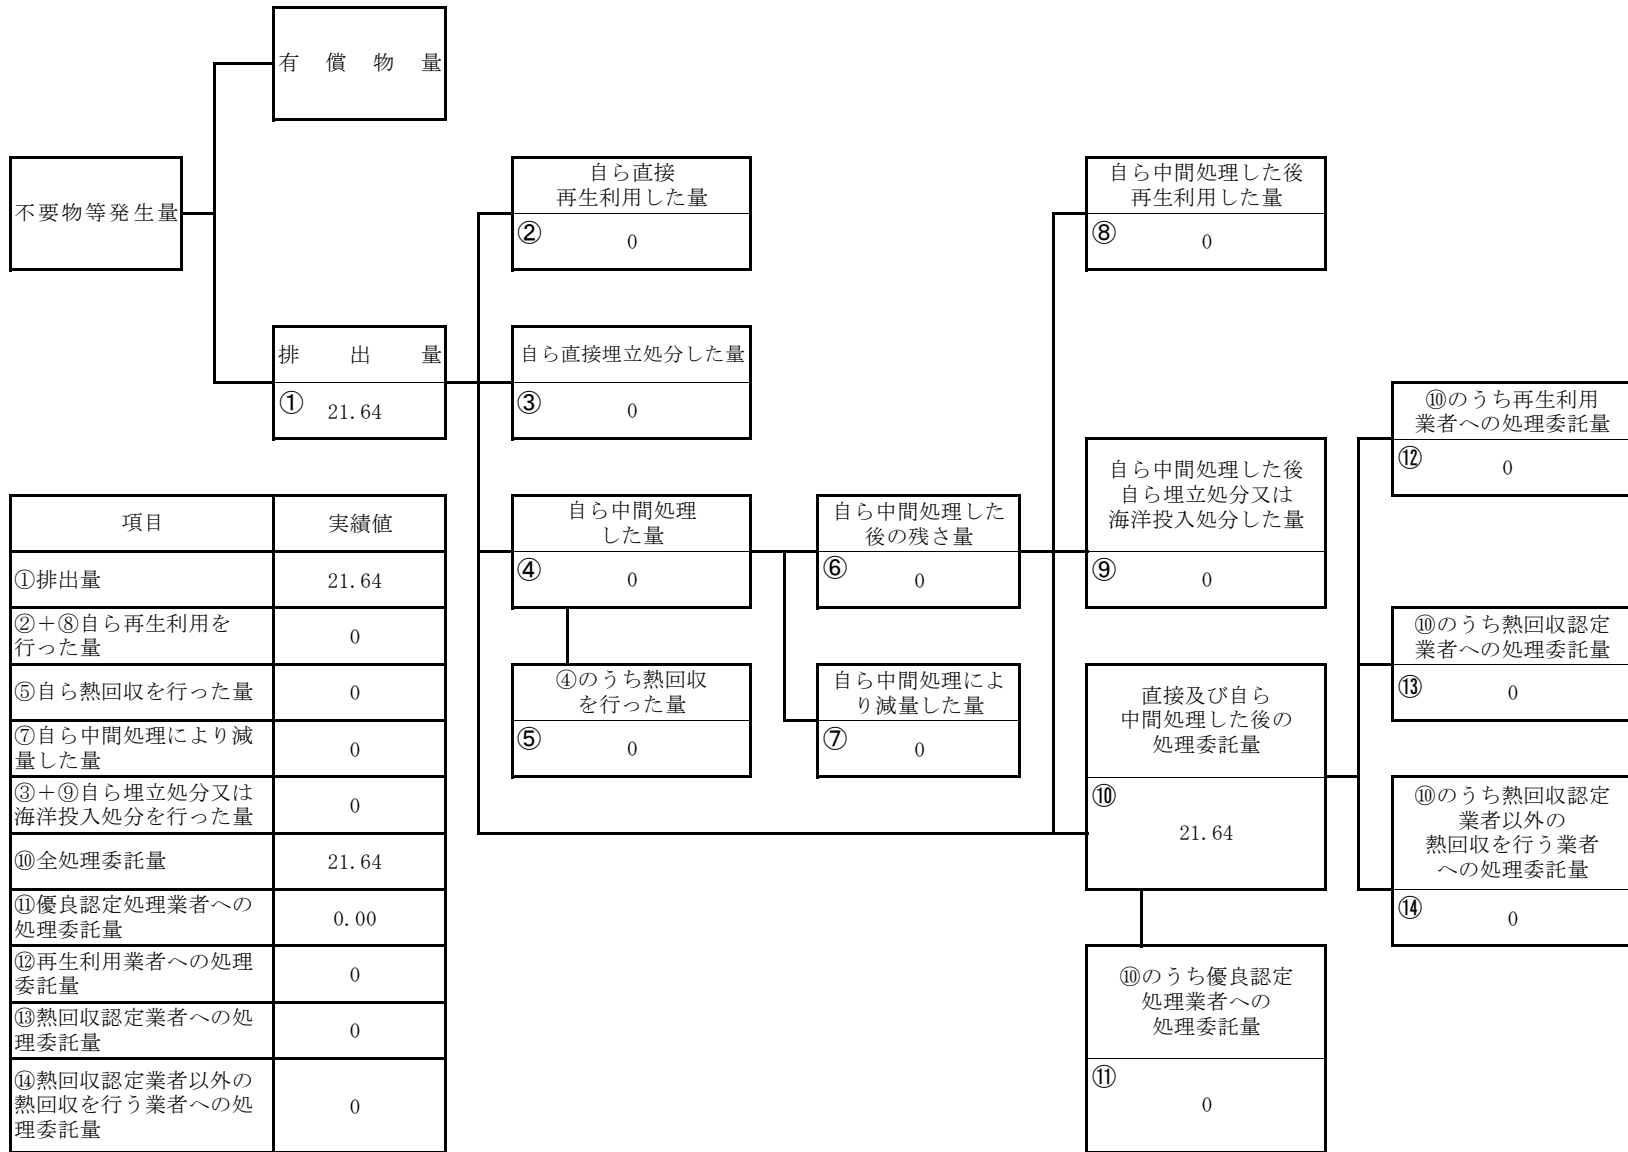 有償物量
不要物等発生量
排出量
① 21.64
自ら直接
再生利用した量
② 0
自ら直接埋立処分した量
③ 0
自ら中間処理
した量
④ 0
④のうち熱回収
を行った量
⑤ 0
自ら中間処理した
後の残さ量
⑥ 0
自ら中間処理によ
り減量した量
⑦ 0
自ら中間処理した後
再生利用した量
⑧ 0
自ら中間処理した後
自ら埋立処分又は
海洋投入処分した量
⑨ 0
直接及び自ら
中間処理した後の
処理委託量
⑩
21.64
⑩のうち優良認定
処理業者への
処理委託量
⑪
0
⑩のうち再生利用
業者への処理委託量
⑫ 0
⑩のうち熱回収認定
業者への処理委託量
⑬ 0
⑩のうち熱回収認定
業者以外の
熱回収を行う業者
への処理委託量
⑭ 0
項目 実績値
①排出量 21.64
②＋⑧自ら再生利用を
行った量 0
⑤自ら熱回収を行った量 0
⑦自ら中間処理により減
量した量 0
③＋⑨自ら埋立処分又は
海洋投入処分を行った量 0
⑩全処理委託量 21.64
⑪優良認定処理業者への
処理委託量 0.00
⑫再生利用業者への処理
委託量 0
⑬熱回収認定業者への処
理委託量 0
⑭熱回収認定業者以外の
熱回収を行う業者への処
理委託量 0